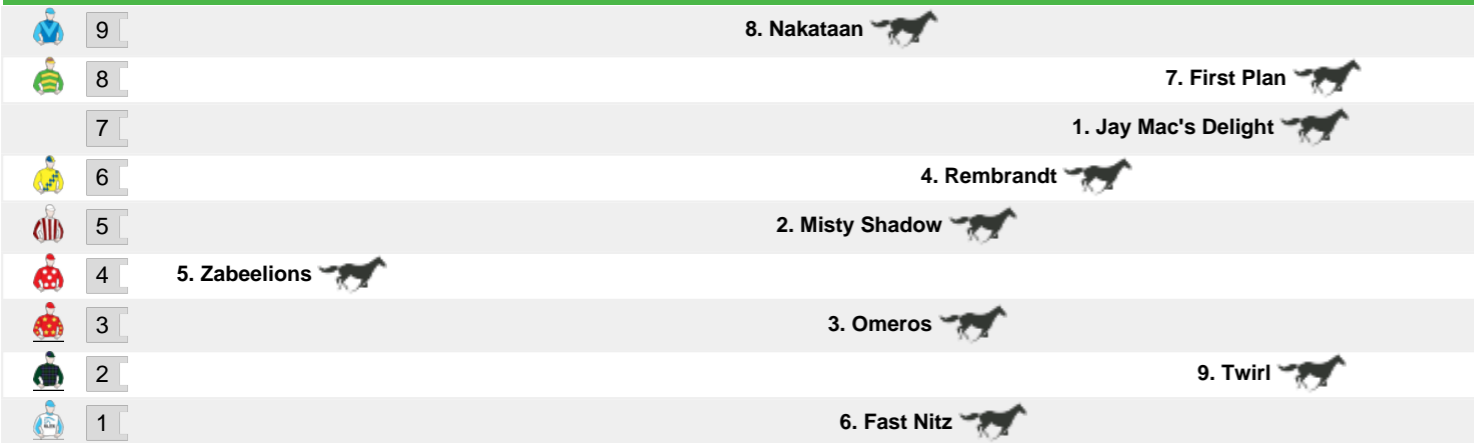 9 8. Nakataan
8 7. First Plan
7 1. Jay Mac's Delight
6 4. Rembrandt
5 2. Misty Shadow
4 5. Zabeelions
3 3. Omeros
2 9. Twirl
1 6. Fast Nitz